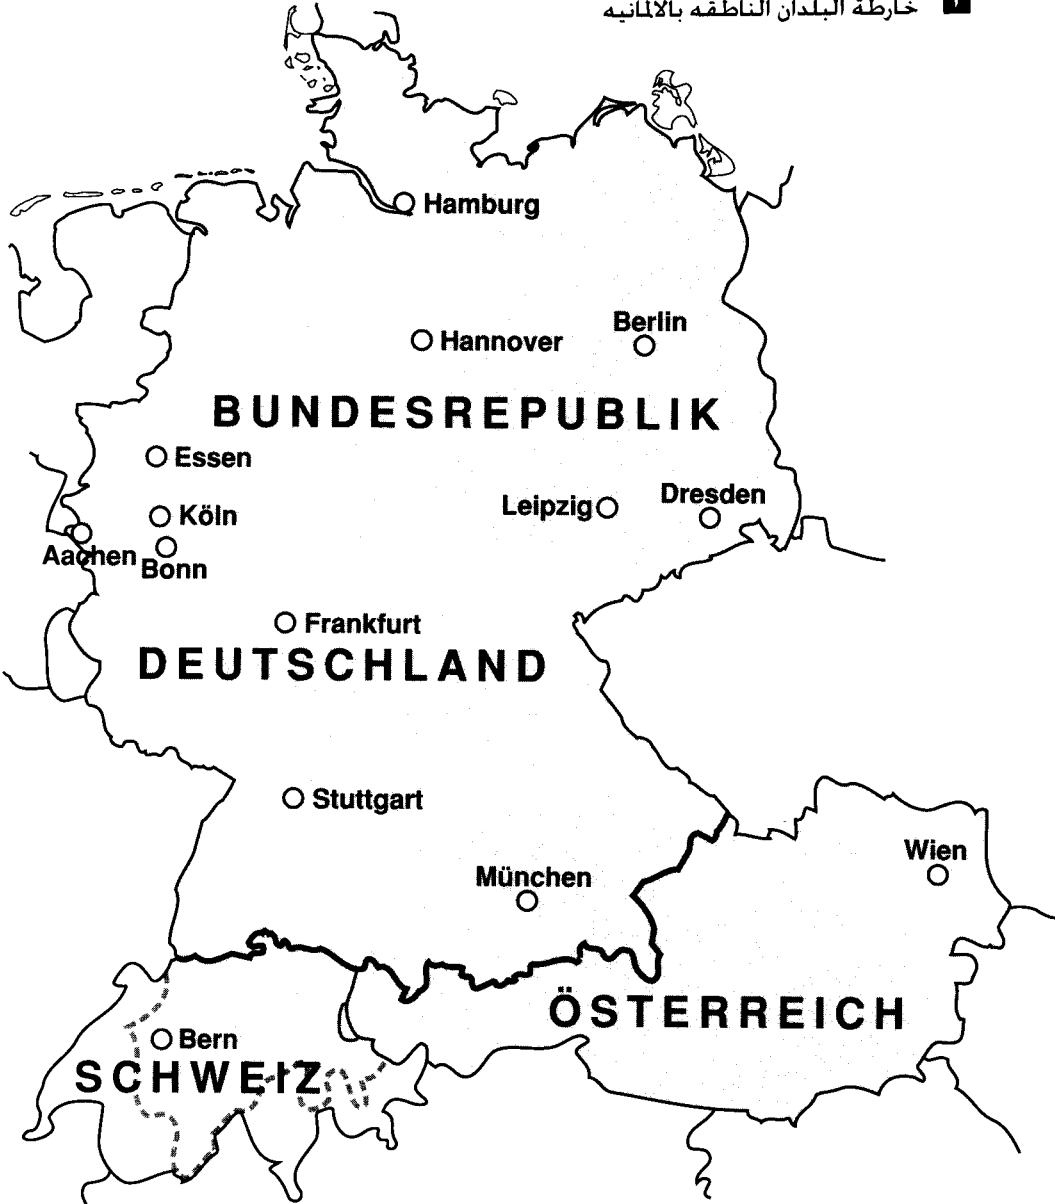 خارطة البلدان الناطقه بالالمانيه
Hamburg
Hannover
Berlin
BUNDESREPUBLIK
Essen
Leipzig
Dresden
Köln
Aachen
Bonn
Frankfurt
DEUTSCHLAND
Stuttgart
Wien
München
ÖSTERREICH
Bern
SCHWEIZ